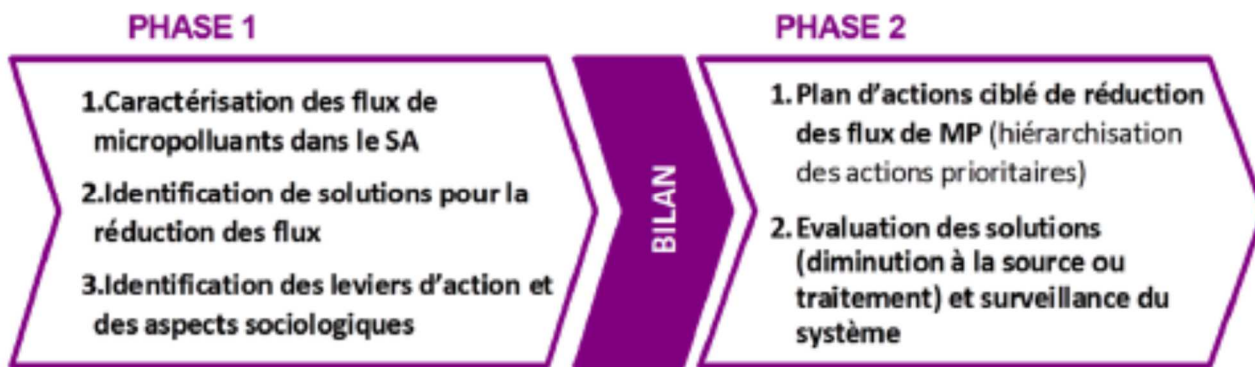 PHASE 1
1.Caractérisation des flux de
micropolluants dans le SA
2.Identification de solutions pour la
réduction des flux
3.Identification des leviers d'action et
des aspects sociologiques
BILAN
PHASE 2
1. Plan d'actions ciblé de réduction
des flux de MP (hiérarchisation
des actions prioritaires)
2. Evaluation des solutions
(diminution à la source ou
traitement) et surveillance du
système